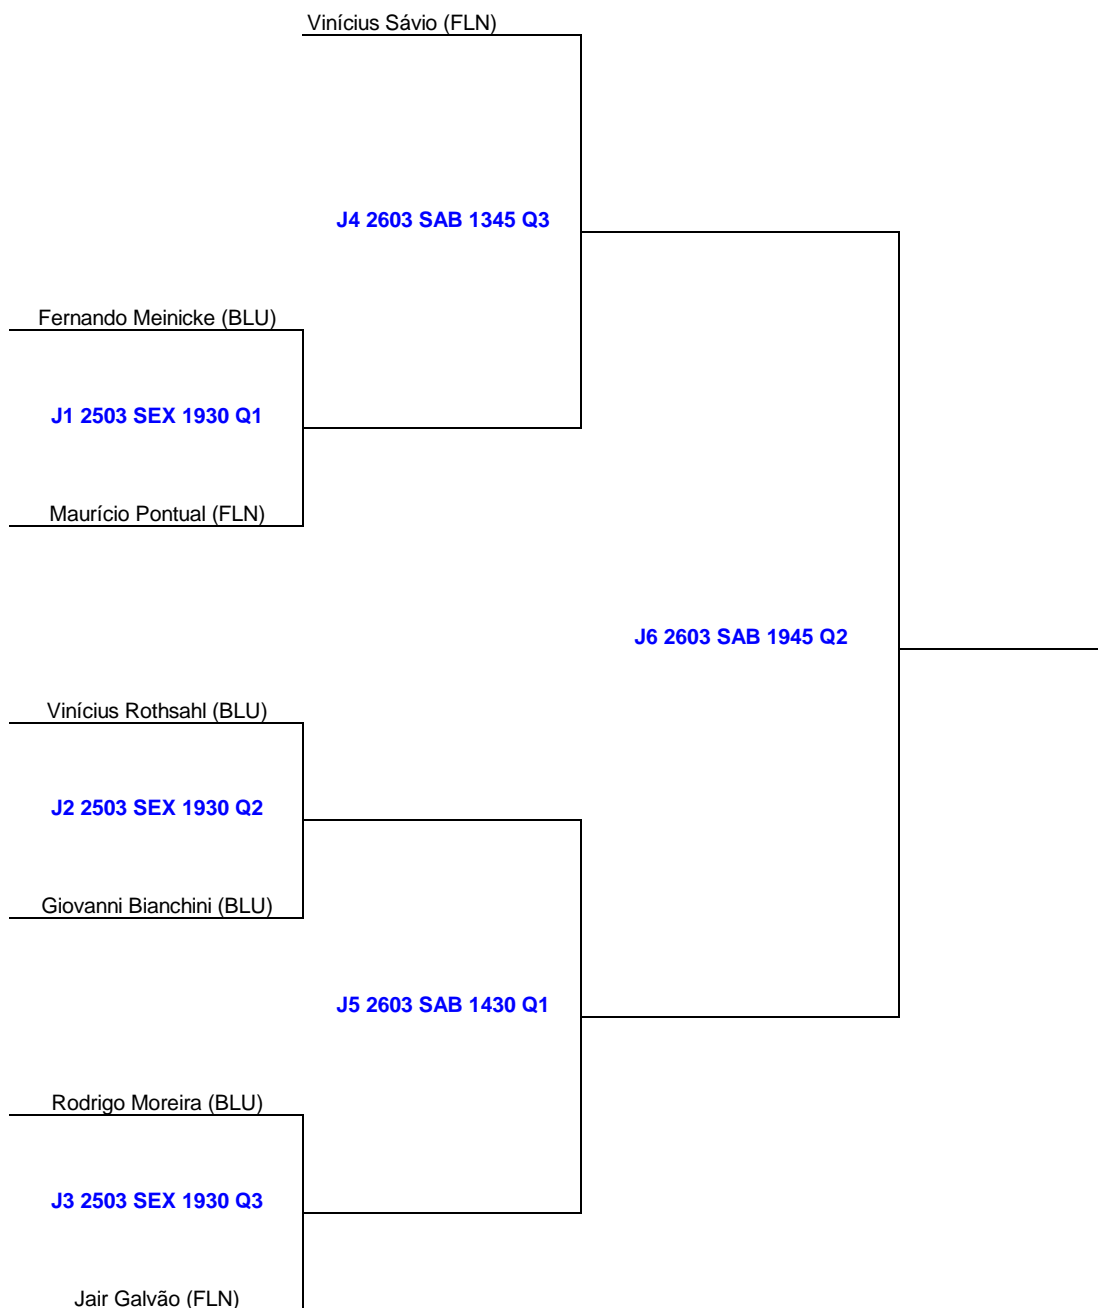 Vinícius Sávio (FLN)
J4 2603 SAB 1345 Q3
Fernando Meinicke (BLU)
J1 2503 SEX 1930 Q1
Maurício Pontual (FLN)
J6 2603 SAB 1945 Q2
Vinícius Rothsahl (BLU)
J2 2503 SEX 1930 Q2
Giovanni Bianchini (BLU)
J5 2603 SAB 1430 Q1
Rodrigo Moreira (BLU)
J3 2503 SEX 1930 Q3
Jair Galvão (FLN)